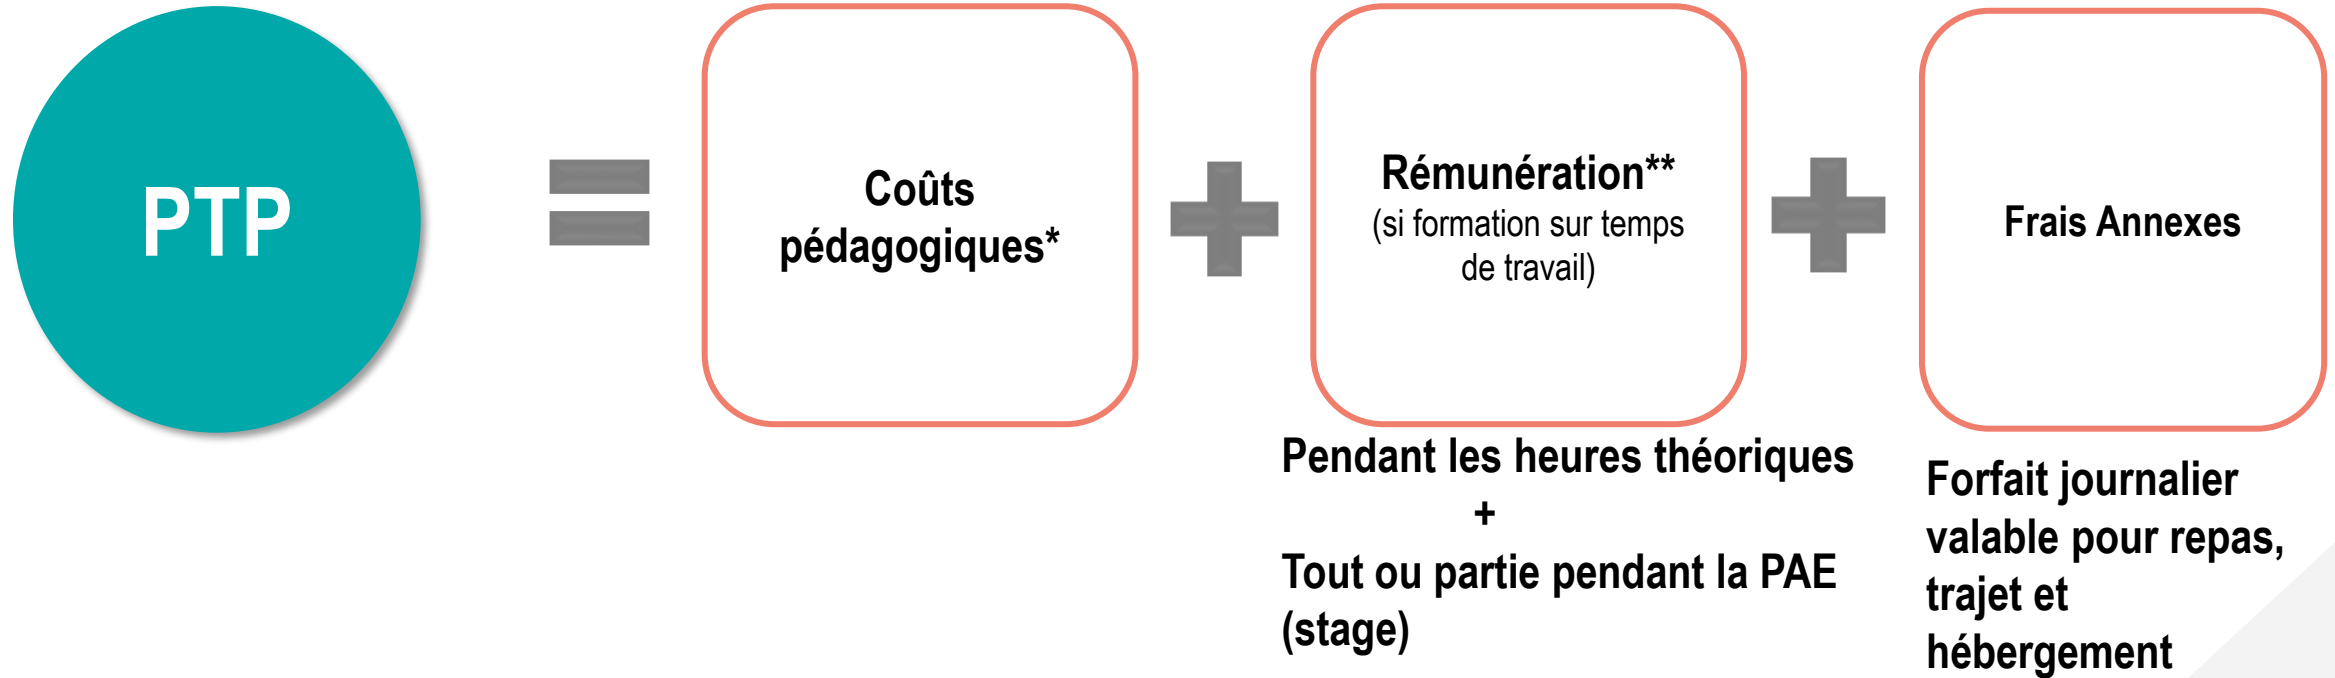 PTP
Coûts
pédagogiques*
Rémunération**
(si formation sur temps
de travail)
Frais Annexes
Pendant les heures théoriques
+
Tout ou partie pendant la PAE
(stage)
Forfait journalier
valable pour repas,
trajet et
hébergement